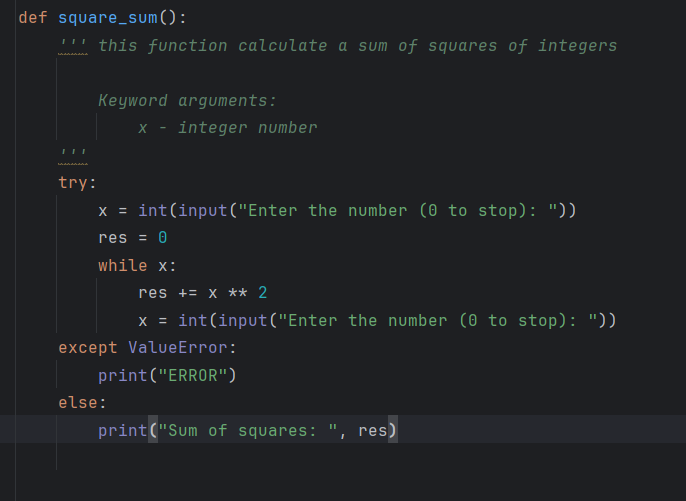 def square_sum():
    ''' this function calculate a sum of squares of integers
        Keyword arguments:
            x - integer number
    '''
    try:
        x = int(input("Enter the number (0 to stop): "))
        res = 0
        while x:
            res += x ** 2
            x = int(input("Enter the number (0 to stop): "))
    except ValueError:
        print("ERROR")
    else:
        print("Sum of squares: ", res)